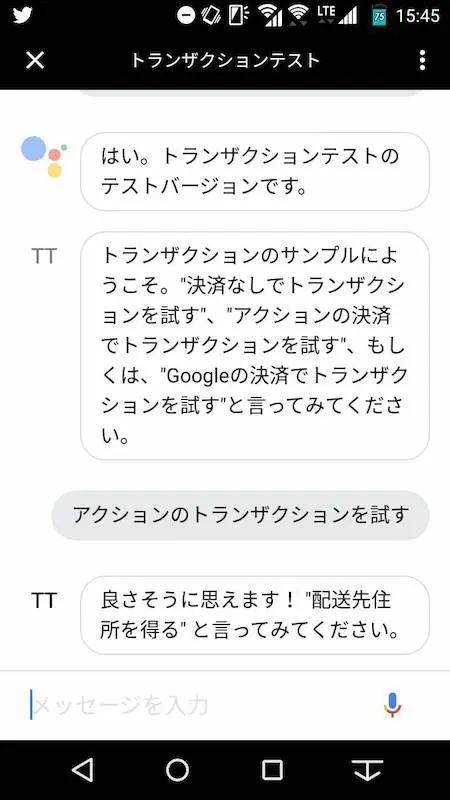 LTE 75 15:45
トランザクションテスト
はい。トランザクションテストの
テストバージョンです。
TT
トランザクションのサンプルによ
うこそ。"決済なしでトランザクシ
ョンを試す"、"アクションの決済
でトランザクションを試す"、もし
くは、"Googleの決済でトランザク
ションを試す"と言ってみてくださ
い。
アクションのトランザクションを試す
TT
良さそうに思えます！ "配送先住
所を得る" と言ってみてください。
メッセージを入力